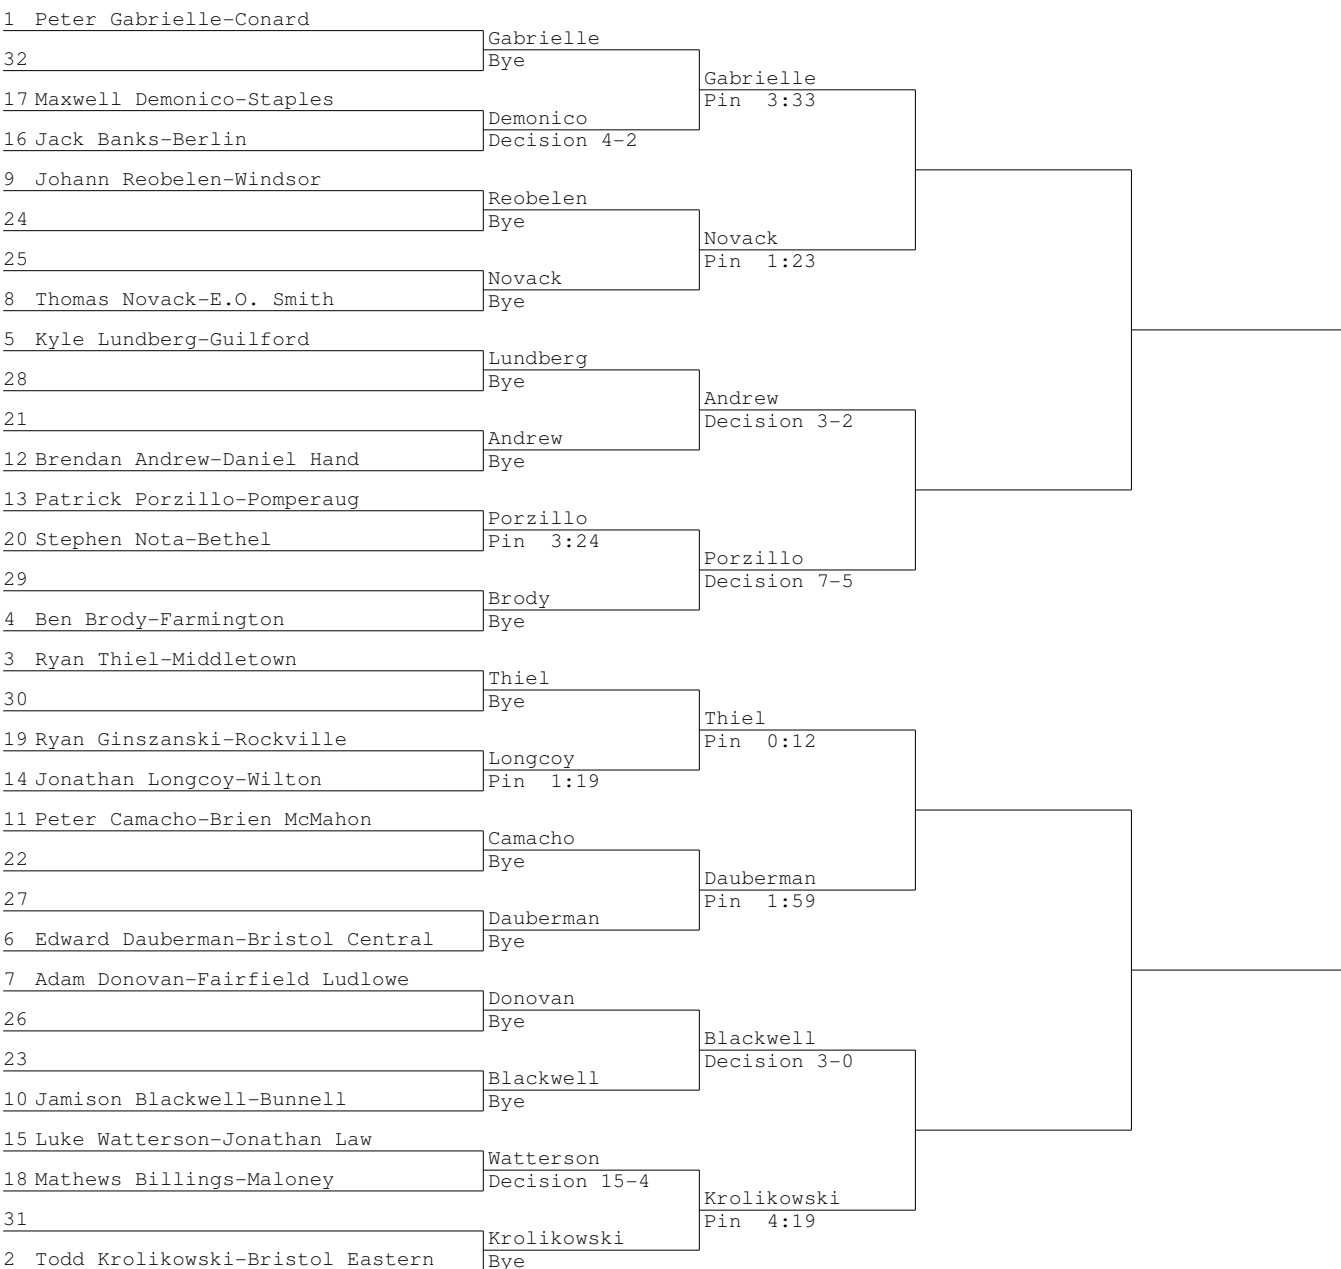 1 Peter Gabrielle-Conard
Gabrielle
32
Bye
Gabrielle
17 Maxwell Demonico-Staples
Pin 3:33
Demonico
16 Jack Banks-Berlin
Decision 4-2
9 Johann Reobelen-Windsor
Reobelen
24
Bye
Novack
25
Pin 1:23
Novack
8 Thomas Novack-E.O. Smith
Bye
5 Kyle Lundberg-Guilford
Lundberg
28
Bye
Andrew
21
Decision 3-2
Andrew
12 Brendan Andrew-Daniel Hand
Bye
13 Patrick Porzillo-Pomperaug
Porzillo
20 Stephen Nota-Bethel
Pin 3:24
Porzillo
29
Decision 7-5
Brody
4 Ben Brody-Farmington
Bye
3 Ryan Thiel-Middletown
Thiel
30
Bye
Thiel
19 Ryan Ginszanski-Rockville
Pin 0:12
Longcoy
14 Jonathan Longcoy-Wilton
Pin 1:19
11 Peter Camacho-Brien McMahon
Camacho
22
Bye
Dauberman
27
Pin 1:59
Dauberman
6 Edward Dauberman-Bristol Central
Bye
7 Adam Donovan-Fairfield Ludlowe
Donovan
26
Bye
Blackwell
23
Decision 3-0
Blackwell
10 Jamison Blackwell-Bunnell
Bye
15 Luke Watterson-Jonathan Law
Watterson
18 Mathews Billings-Maloney
Decision 15-4
Krolikowski
31
Pin 4:19
Krolikowski
2 Todd Krolikowski-Bristol Eastern
Bye